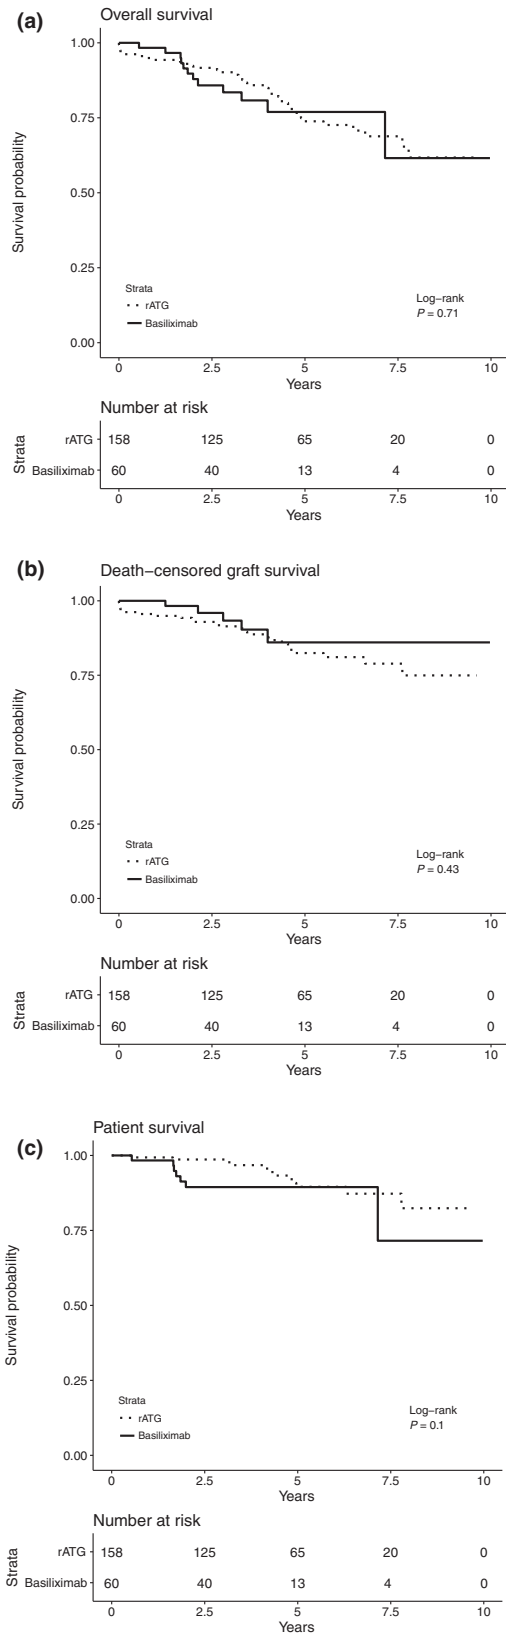 (a)
Overall survival
1.00
0.75
0.50
0.25
0.00
Survival probability
Strata
rATG
Basiliximab
Log−rank
P = 0.71
0 2.5 5 7.5 10
Years
Number at risk
Strata
rATG 158 125 65 20 0
Basiliximab 60 40 13 4 0
0 2.5 5 7.5 10
Years
(b)
Death−censored graft survival
1.00
0.75
0.50
0.25
0.00
Survival probability
Strata
rATG
Basiliximab
Log−rank
P = 0.43
0 2.5 5 7.5 10
Years
Number at risk
Strata
rATG 158 125 65 20 0
Basiliximab 60 40 13 4 0
0 2.5 5 7.5 10
Years
(c)
Patient survival
1.00
0.75
0.50
0.25
0.00
Survival probability
Strata
rATG
Basiliximab
Log−rank
P = 0.1
0 2.5 5 7.5 10
Years
Number at risk
Strata
rATG 158 125 65 20 0
Basiliximab 60 40 13 4 0
0 2.5 5 7.5 10
Years